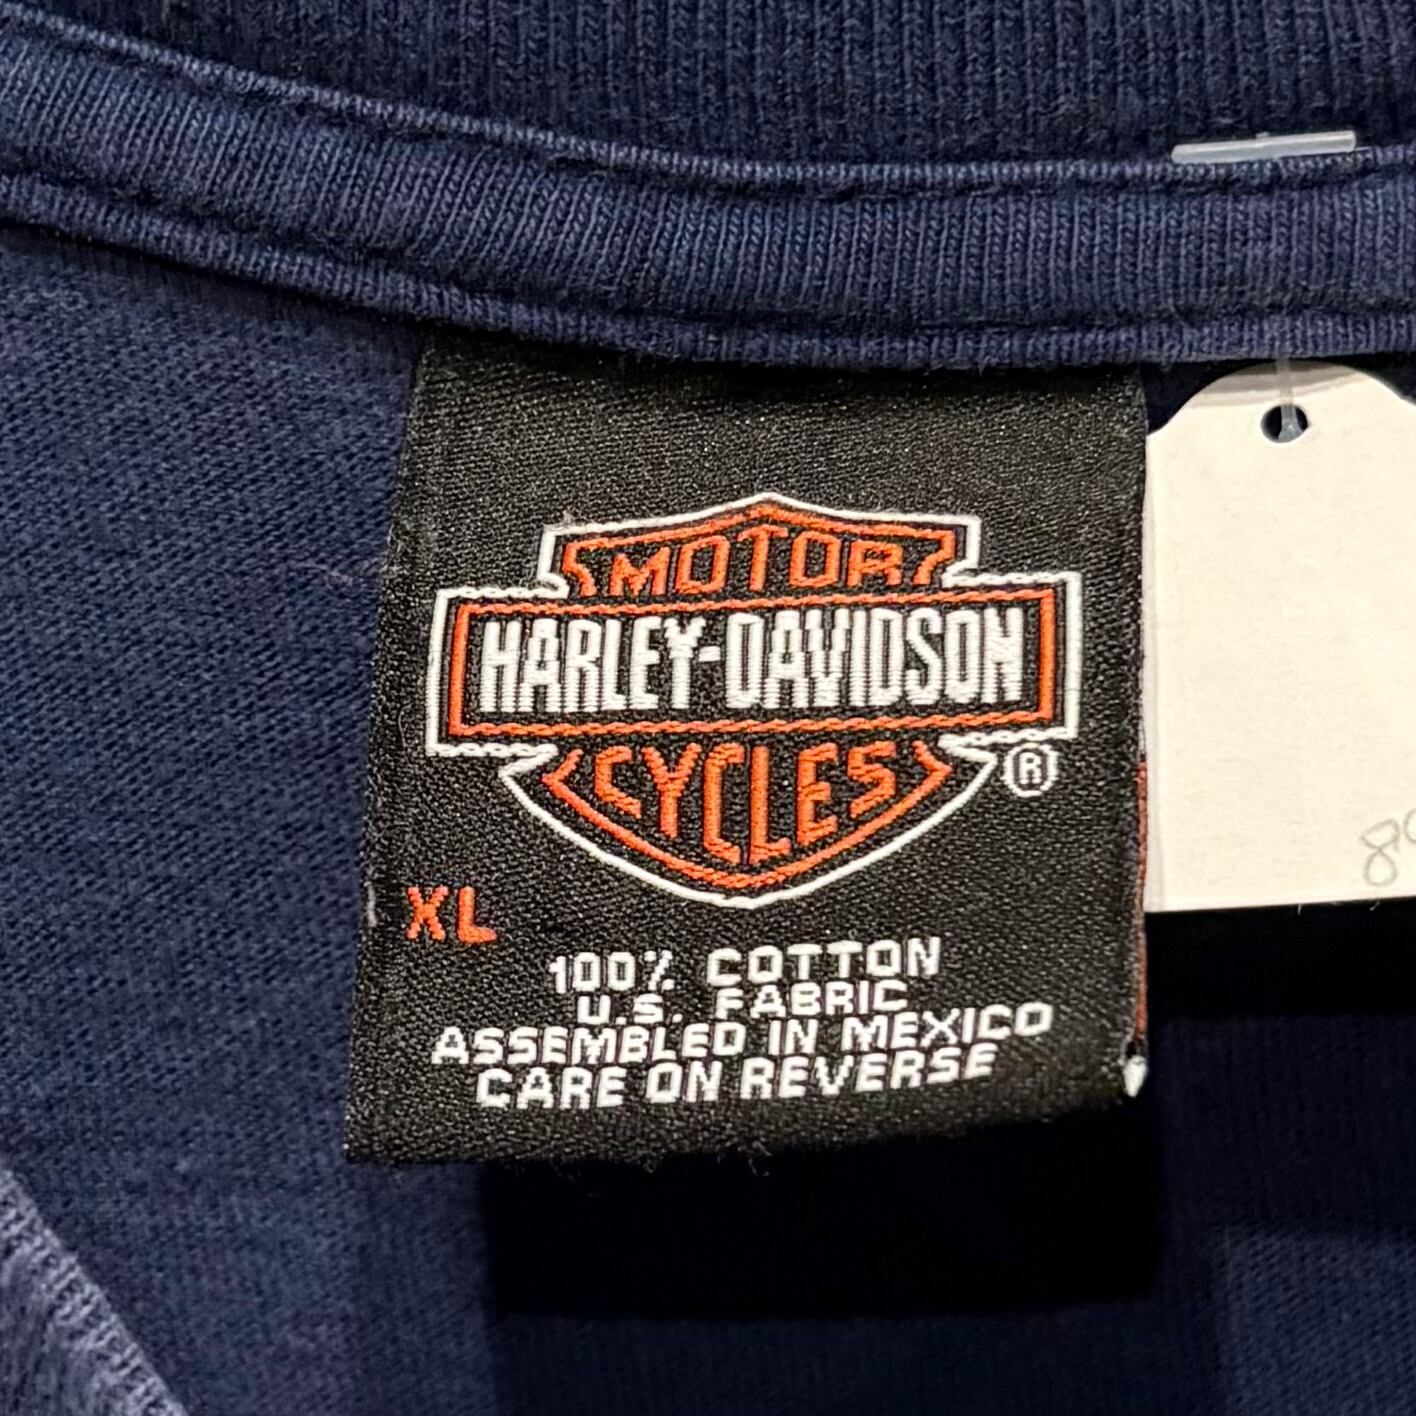 MOTOR
HARLEY-DAVIDSON
CYCLES
®
XL
100% COTTON
U.S. FABRIC
ASSEMBLED IN MEXICO
CARE ON REVERSE